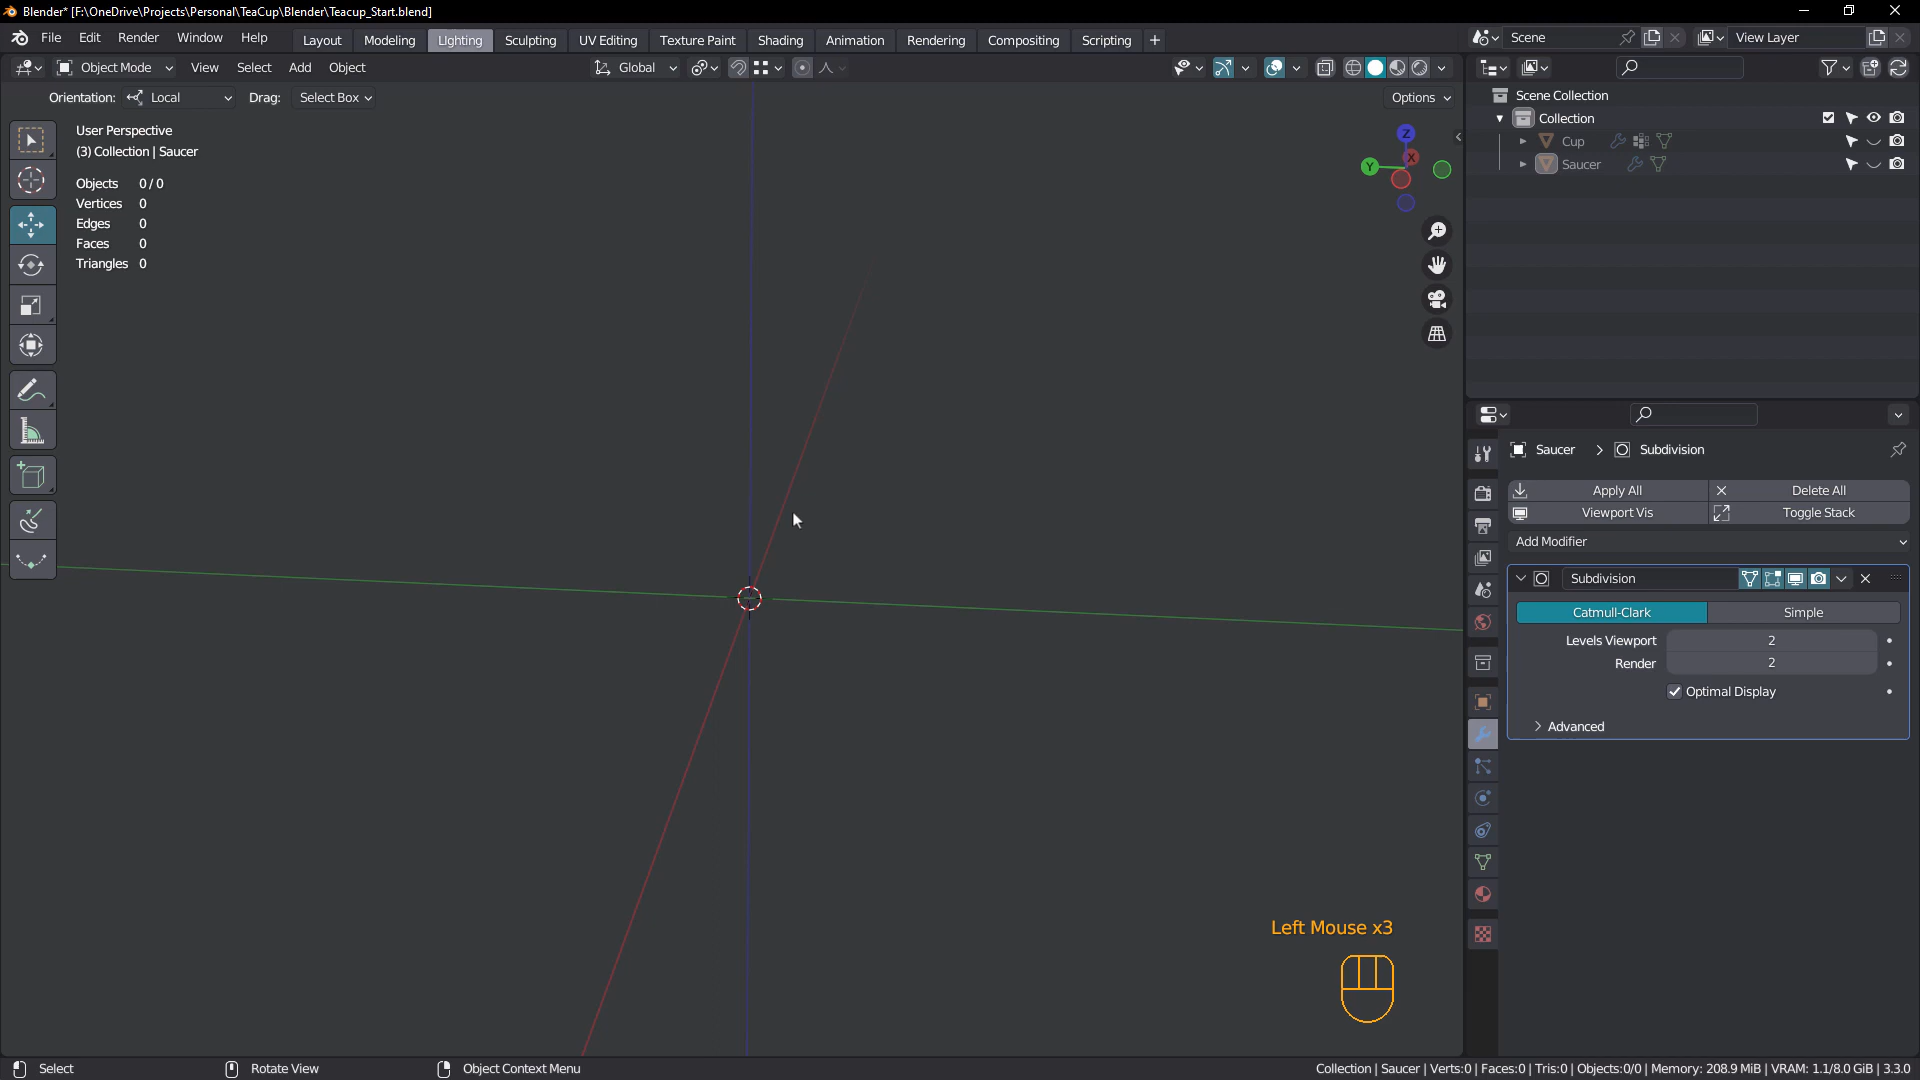 Blender* [F:\OneDrive\Projects\Personal\TeaCup\Blender\Teacup_Start.blend]
File Edit Render Window Help Layout Modeling Lighting Sculpting UV Editing Texture Paint Shading Animation Rendering Compositing Scripting + Scene View Layer
Object Mode View Select Add Object Global
Orientation: Local Drag: Select Box Options
User Perspective
(3) Collection | Saucer
Objects 0/0
Vertices 0
Edges 0
Faces 0
Triangles 0
Z
Y
X
Scene Collection
Collection
Cup
Saucer
Saucer > Subdivision
Apply All Delete All
Viewport Vis Toggle Stack
Add Modifier
Subdivision
Catmull-Clark Simple
Levels Viewport 2
Render 2
Optimal Display
Advanced
Left Mouse x3
Select Rotate View Object Context Menu Collection | Saucer | Verts:0 | Faces:0 | Tris:0 | Objects:0/0 | Memory: 208.9 MiB | VRAM: 1.1/8.0 GiB | 3.3.0